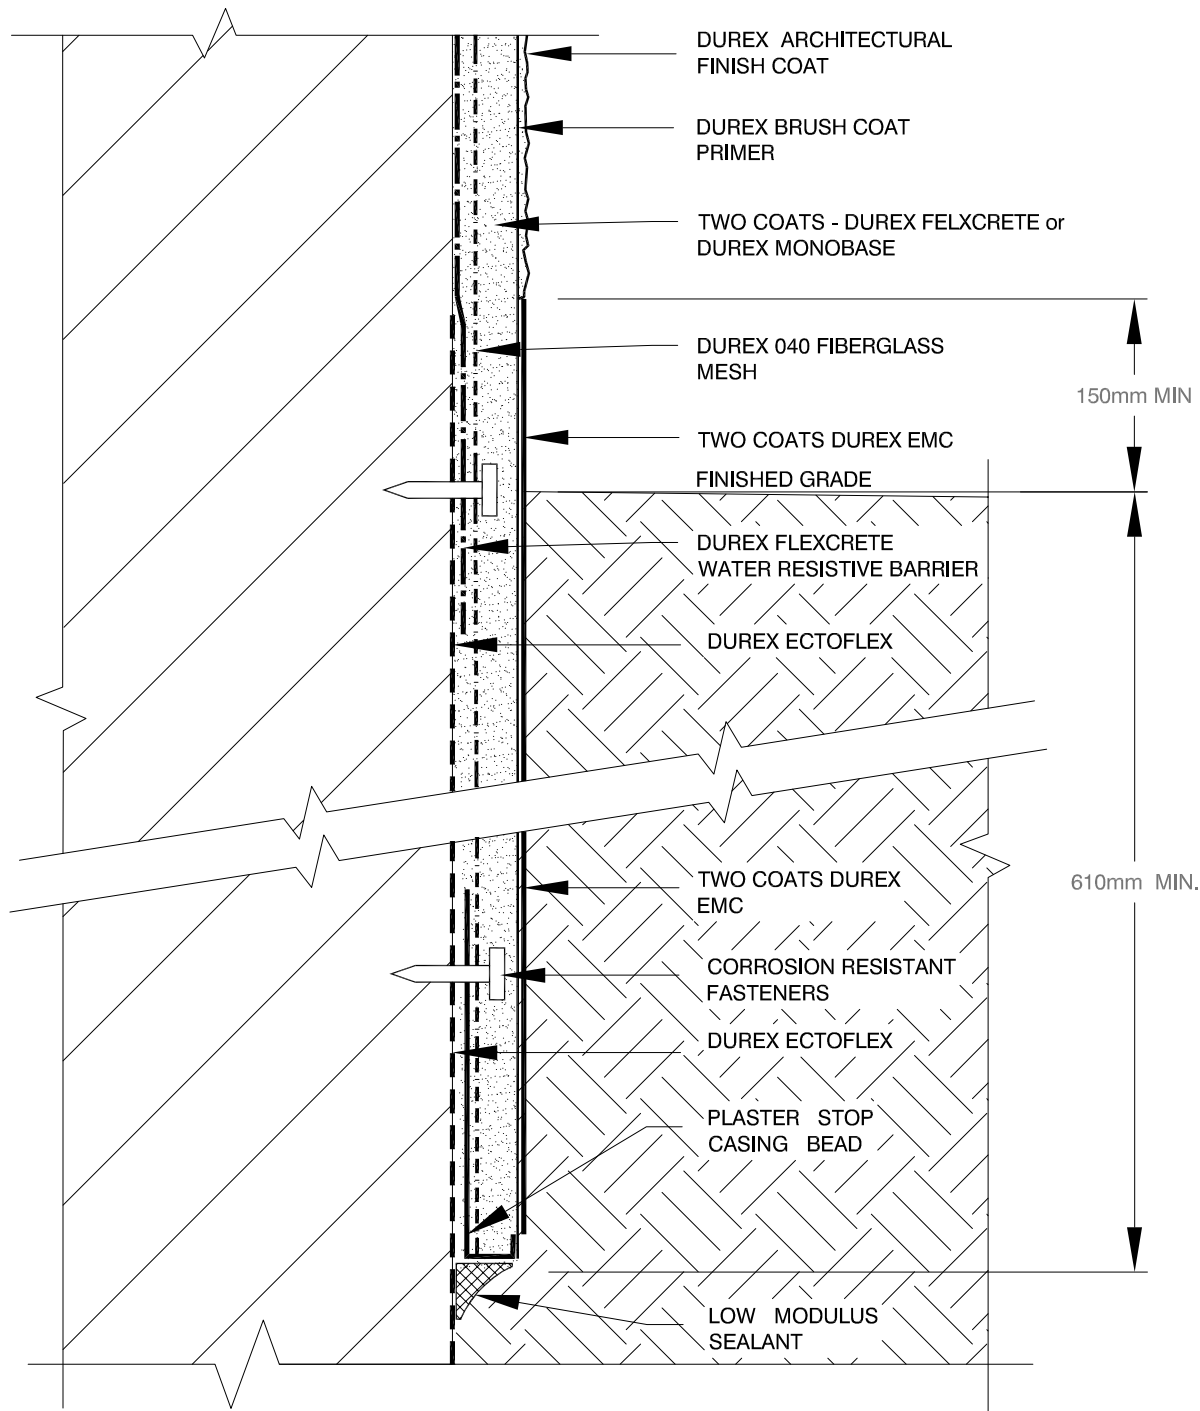 DUREX ARCHITECTURAL
FINISH COAT
DUREX BRUSH COAT
PRIMER
TWO COATS - DUREX FELXCRETE or
DUREX MONOBASE
DUREX 040 FIBERGLASS
MESH
150mm MIN
TWO COATS DUREX EMC
FINISHED GRADE
DUREX FLEXCRETE
WATER RESISTIVE BARRIER
DUREX ECTOFLEX
TWO COATS DUREX
EMC
610mm MIN.
CORROSION RESISTANT
FASTENERS
DUREX ECTOFLEX
PLASTER STOP
CASING BEAD
LOW MODULUS
SEALANT